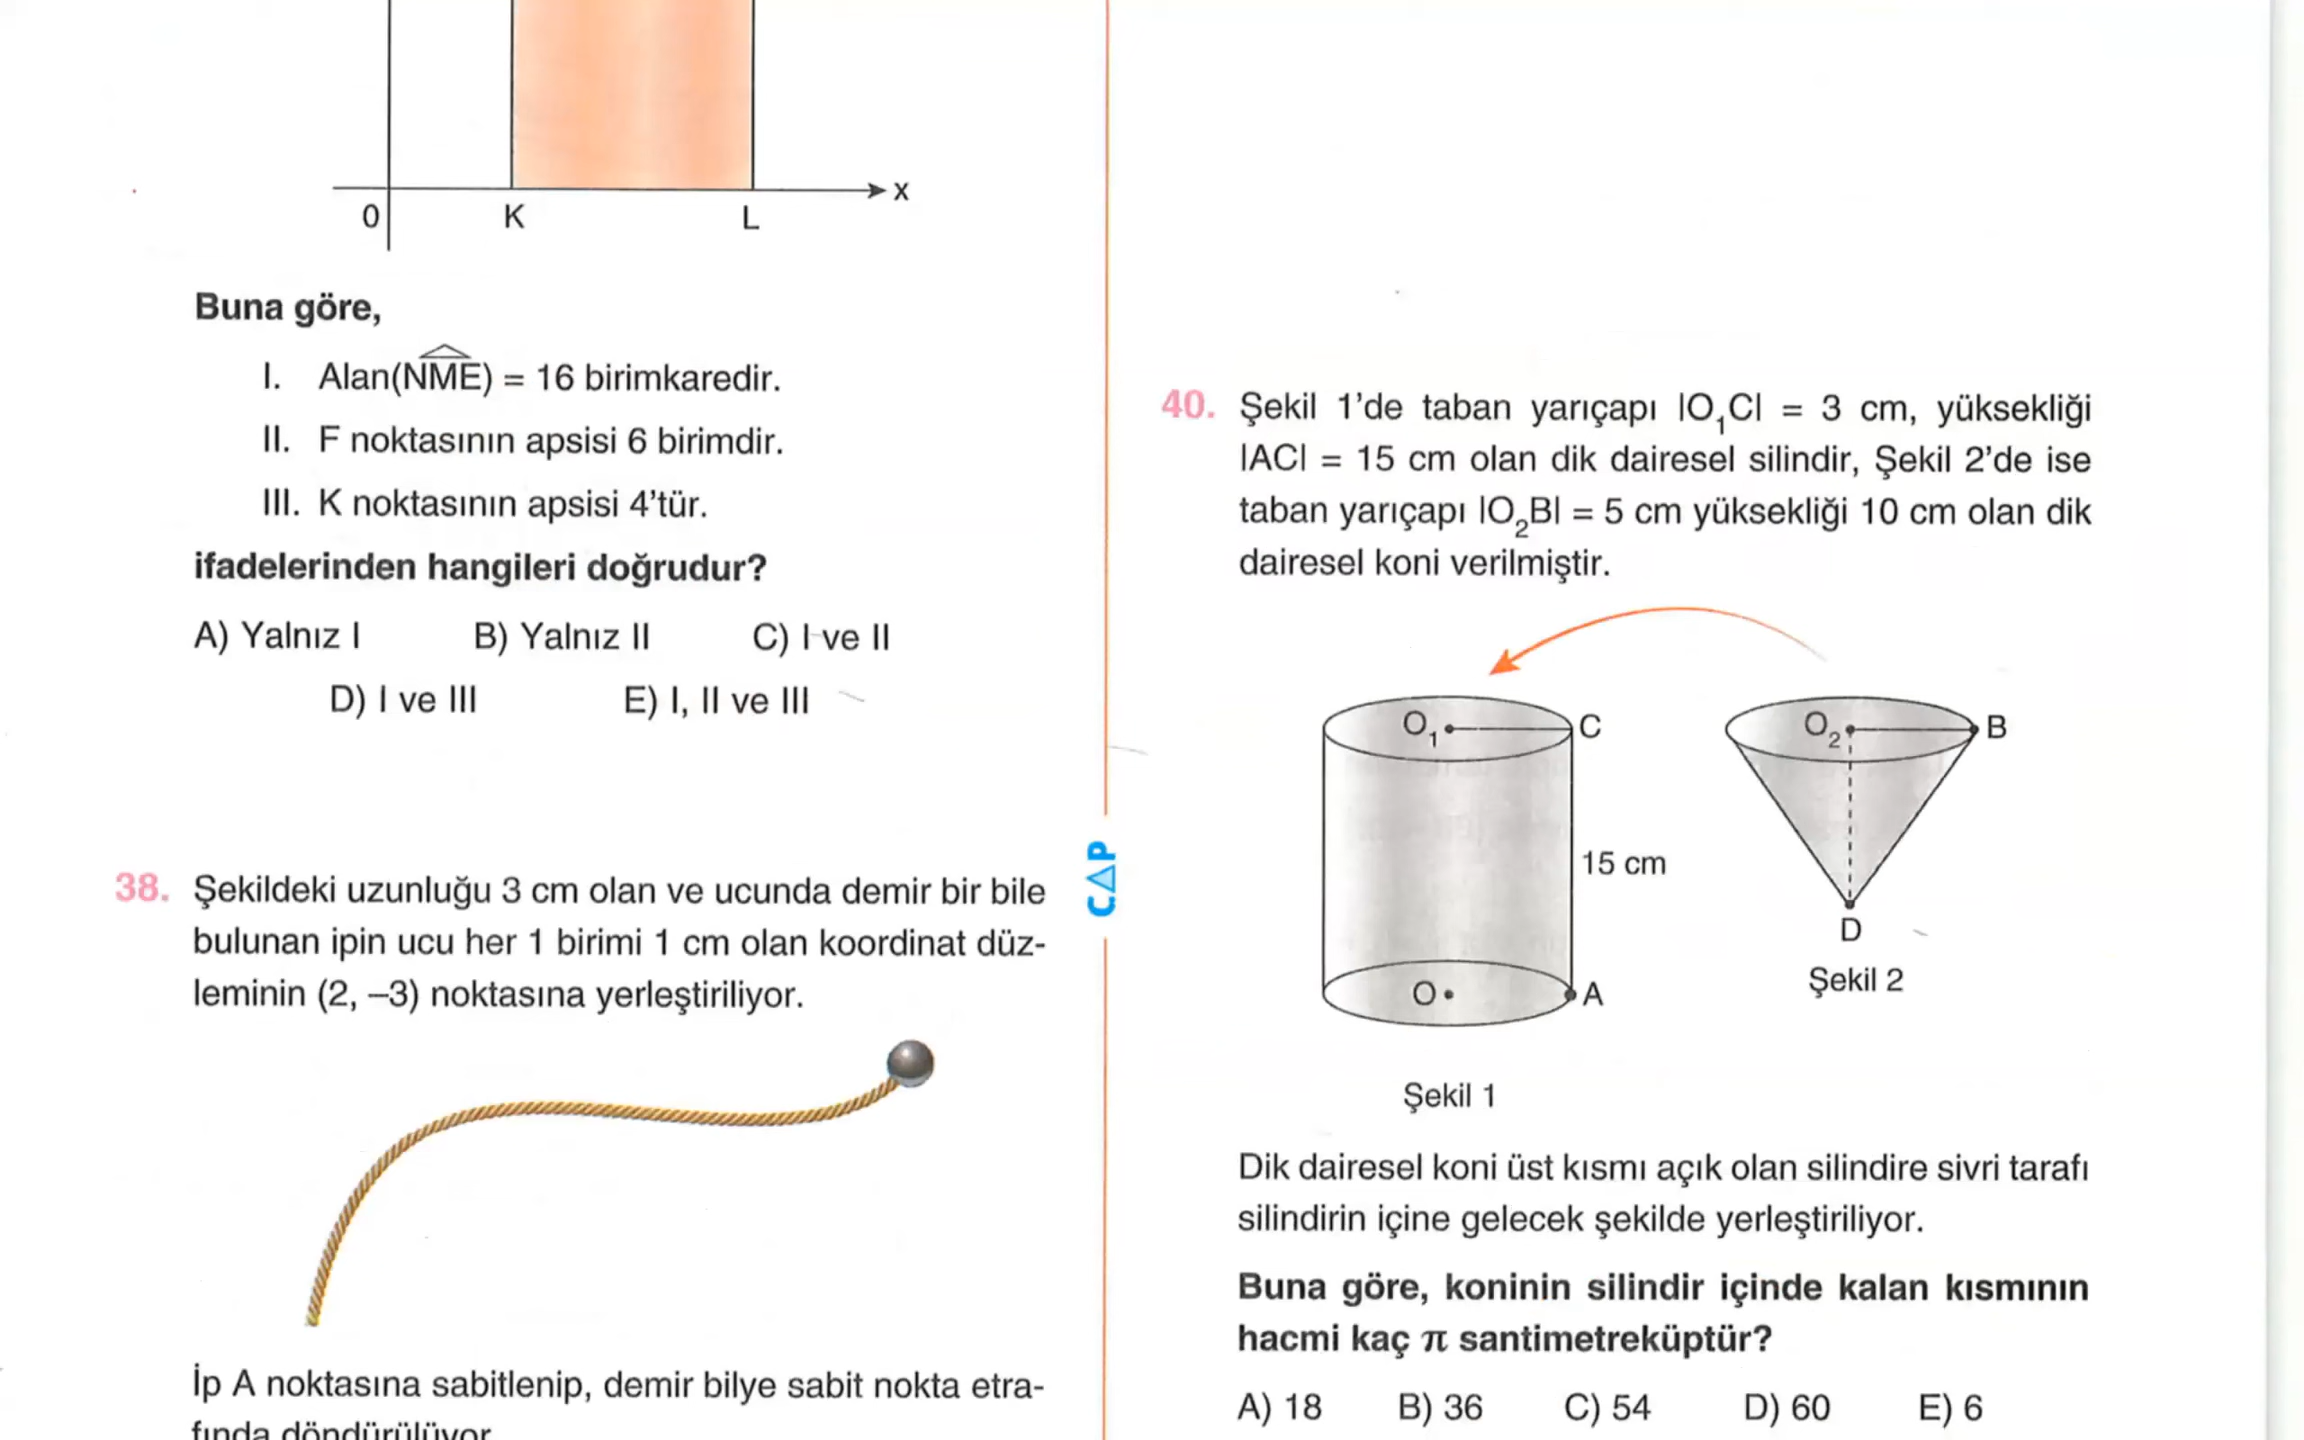 0
K
L
x
Buna göre,
I. Alan(NME) = 16 birimkaredir.
II. F noktasının apsisi 6 birimdir.
III. K noktasının apsisi 4'tür.
ifadelerinden hangileri doğrudur?
A) Yalnız I
B) Yalnız II
C) I ve II
D) I ve III
E) I, II ve III
38. Şekildeki uzunluğu 3 cm olan ve ucunda demir bir bile
bulunan ipin ucu her 1 birimi 1 cm olan koordinat düz-
leminin (2, –3) noktasına yerleştiriliyor.
İp A noktasına sabitlenip, demir bilye sabit nokta etra-
fında döndürülüyor
CAP
40. Şekil 1'de taban yarıçapı |O₁C| = 3 cm, yüksekliği
|AC| = 15 cm olan dik dairesel silindir, Şekil 2'de ise
taban yarıçapı |O₂B| = 5 cm yüksekliği 10 cm olan dik
dairesel koni verilmiştir.
O₁
C
O₂
B
15 cm
D
O
A
Şekil 2
Şekil 1
Dik dairesel koni üst kısmı açık olan silindire sivri tarafı
silindirin içine gelecek şekilde yerleştiriliyor.
Buna göre, koninin silindir içinde kalan kısmının
hacmi kaç π santimetreküptür?
A) 18
B) 36
C) 54
D) 60
E) 6